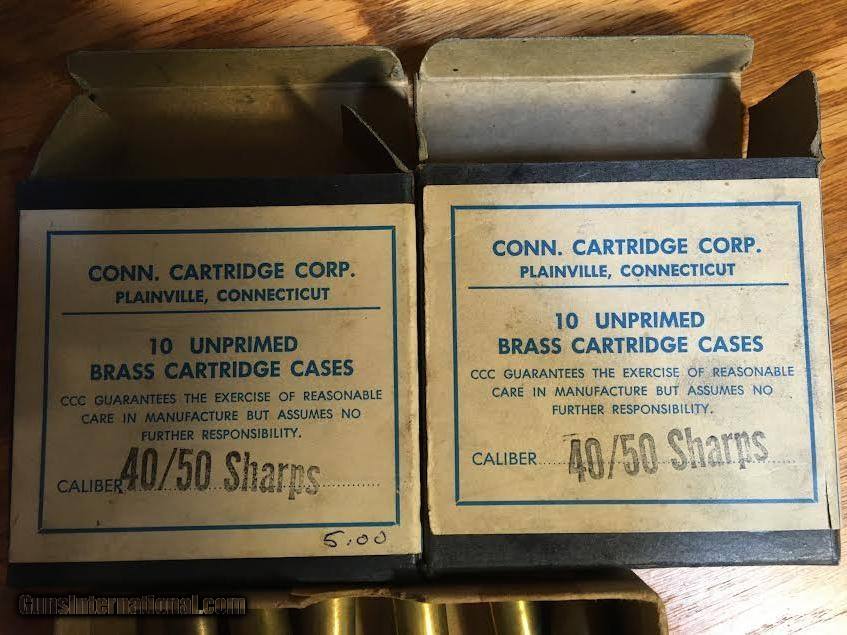 CONN. CARTRIDGE CORP.
PLAINVILLE, CONNECTICUT
10 UNPRIMED
BRASS CARTRIDGE CASES
CCC GUARANTEES THE EXERCISE OF REASONABLE
CARE IN MANUFACTURE BUT ASSUMES NO
FURTHER RESPONSIBILITY.
CALIBER 40/50 Sharps
5.00
CONN. CARTRIDGE CORP.
PLAINVILLE, CONNECTICUT
10 UNPRIMED
BRASS CARTRIDGE CASES
CCC GUARANTEES THE EXERCISE OF REASONABLE
CARE IN MANUFACTURE BUT ASSUMES NO
FURTHER RESPONSIBILITY.
CALIBER 40/50 Sharps
GunsInternational.com